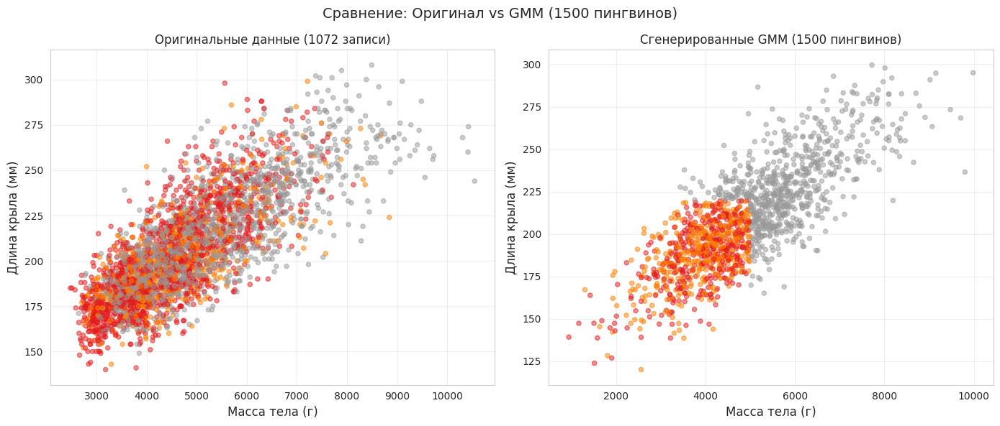 Сравнение: Оригинал vs GMM (1500 пингвинов)
Оригинальные данные (1072 записи)
300
275
250
225
200
175
150
Длина крыла (мм)
3000 4000 5000 6000 7000 8000 9000 10000
Масса тела (г)
Сгенерированные GMM (1500 пингвинов)
300
275
250
225
200
175
150
125
Длина крыла (мм)
2000 4000 6000 8000 10000
Масса тела (г)